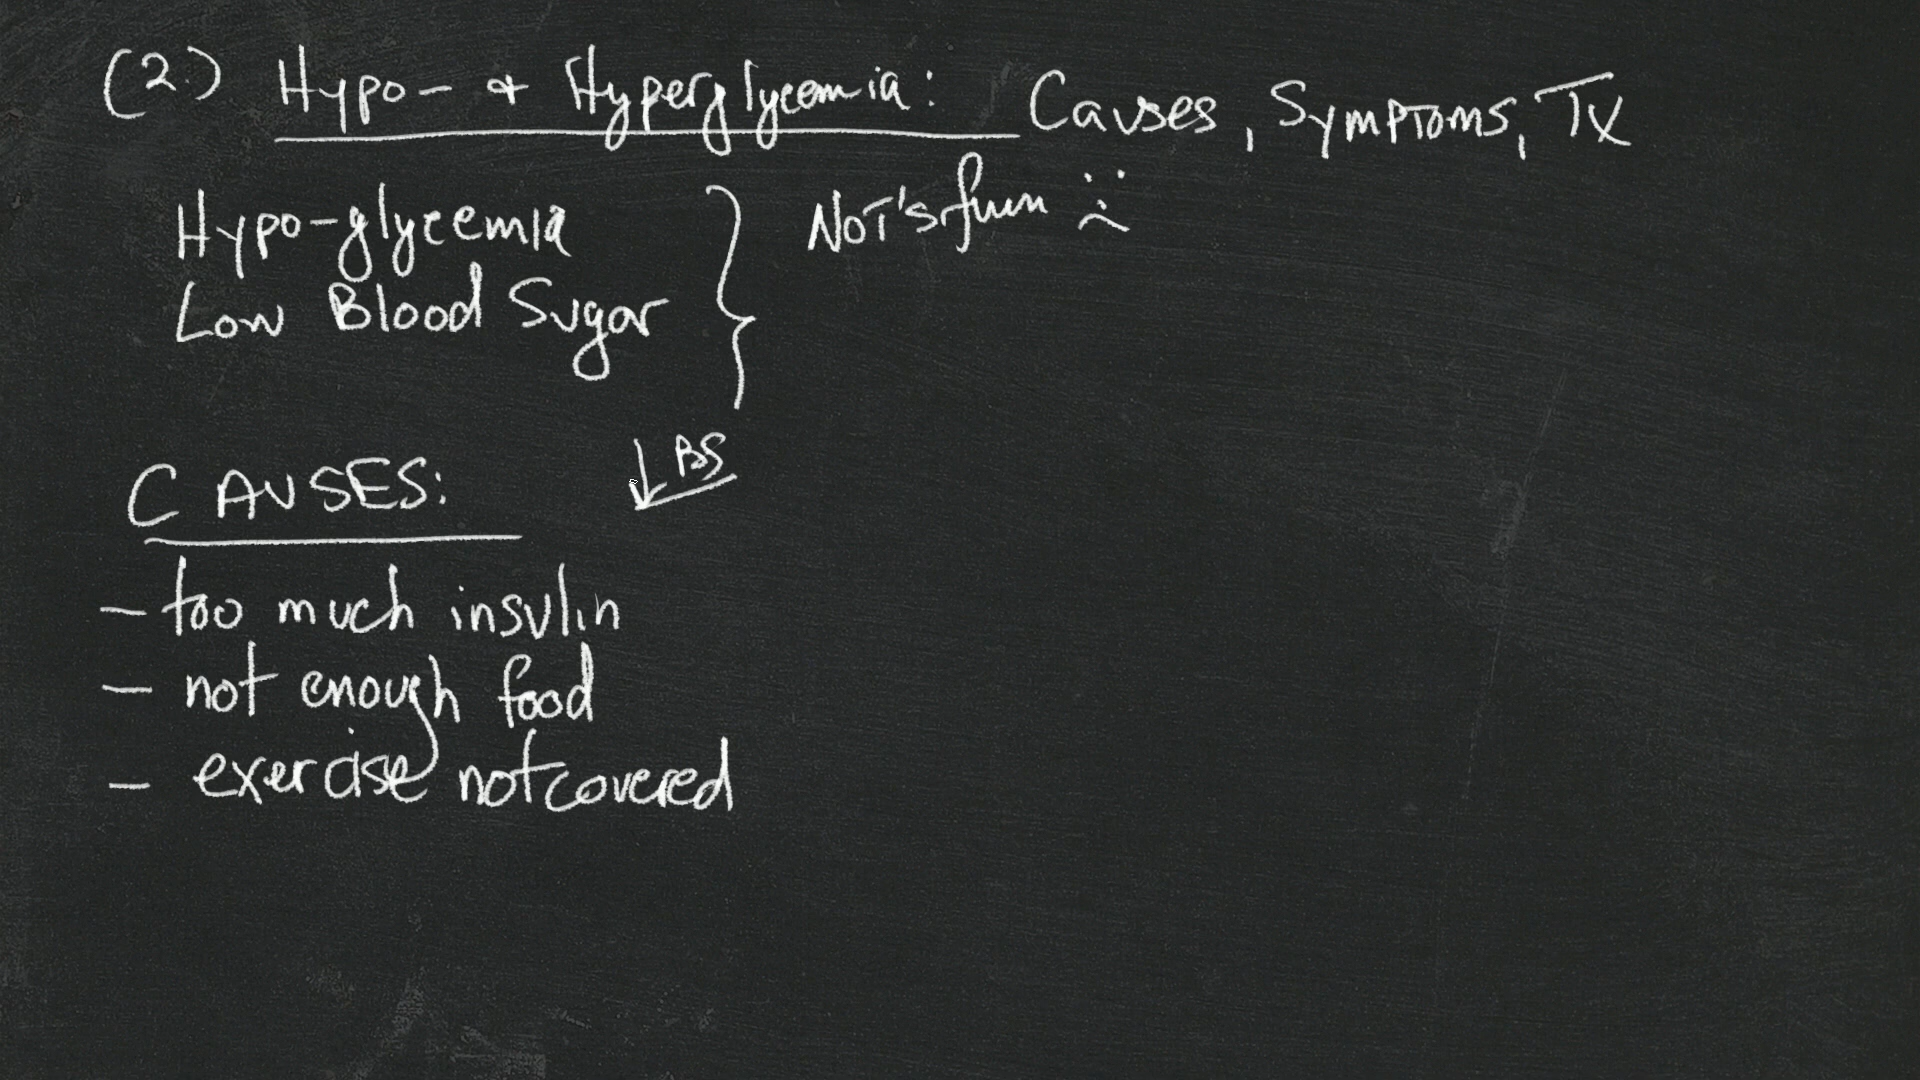 (2.) Hypo- + Hyperglycemia: Causes, Symptoms, Tx
Hypo-glycemia
Low Blood Sugar
NOT'S fun
CAUSES:
↓ BS
- too much insulin
- not enough food
- exercise not covered